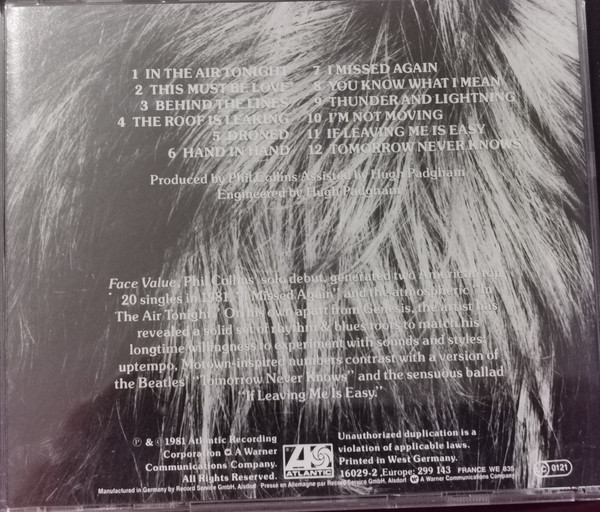 1 IN THE AIR TONIGHT
2 THIS MUST BE LOVE
3 BEHIND THE LINES
4 THE ROOF IS LEAKING
5 DRONED
6 HAND IN HAND
7 I MISSED AGAIN
8 YOU KNOW WHAT I MEAN
9 THUNDER AND LIGHTNING
10 I'M NOT MOVING
11 IF LEAVING ME IS EASY
12 TOMORROW NEVER KNOWS
Produced by Phil Collins Assisted by Hugh Padgham
Engineered by Hugh Padgham
Face Value, Phil Collins' solo debut, generated two American top
20 singles in 1981, "I Missed Again" and the atmospheric "In
The Air Tonight." On his own apart from Genesis, the artist has
revealed a solid set of rhythm & blues roots to match his
longtime willingness to experiment with sounds and styles;
uptempo, Motown-inspired numbers contrast with a version of
the Beatles' "Tomorrow Never Knows" and the sensuous ballad
"If Leaving Me Is Easy."
℗ & © 1981 Atlantic Recording
Corporation A Warner
Communications Company.
All Rights Reserved.
ATLANTIC
Unauthorized duplication is a
violation of applicable laws.
Printed in West Germany.
16029-2 Europe: 299 143 FRANCE WE 835
0121
Manufactured in Germany by Record Service GmbH, Alsdorf Presse en Allemagne par Record Service GmbH, Alsdorf A Warner Communications Company